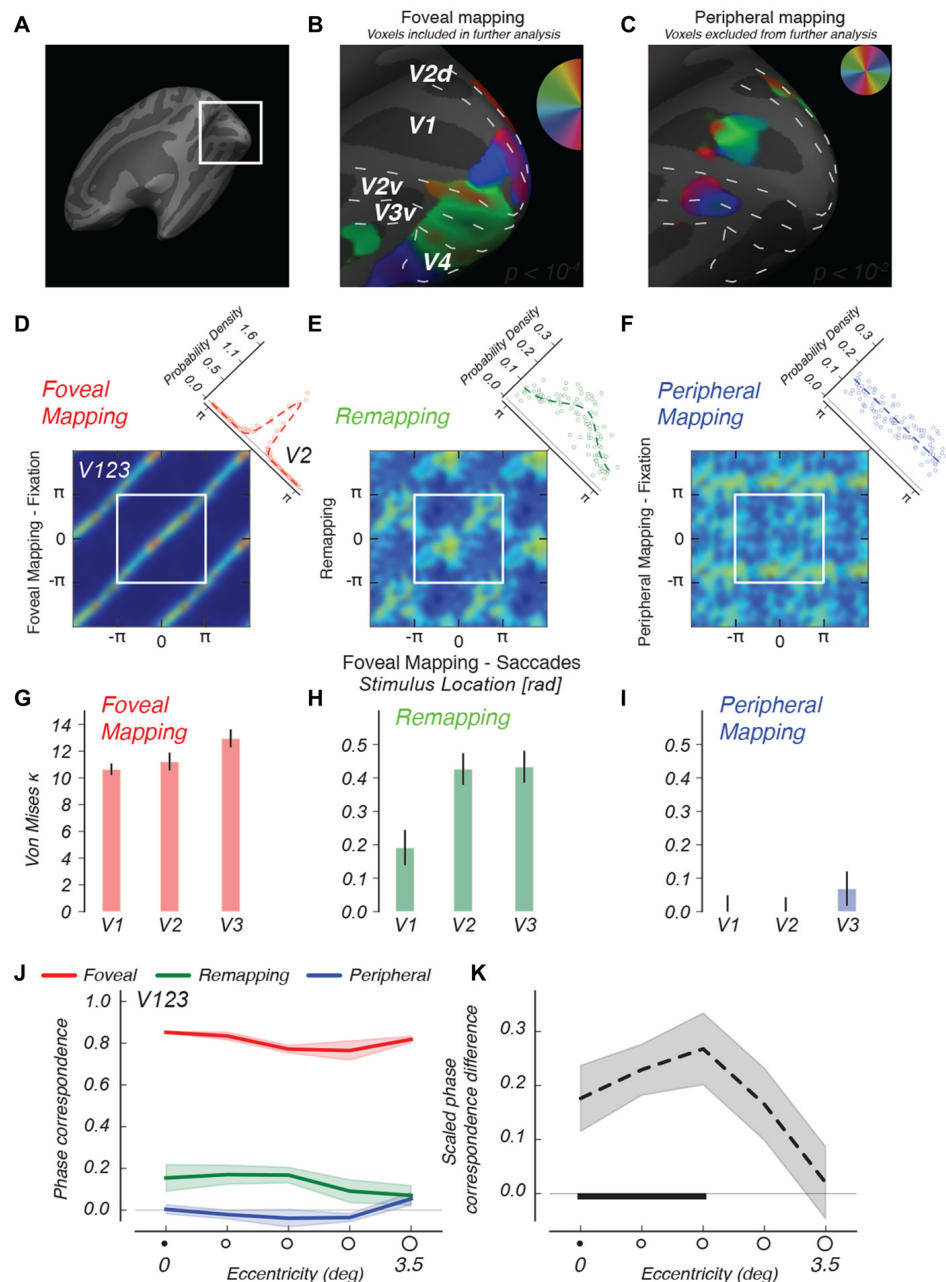 A
B
Foveal mapping
Voxels included in further analysis
C
Peripheral mapping
Voxels excluded from further analysis
V2d
V1
V2v
V3v
V4
p < 10⁻⁴
p < 10⁻²
D
Probability Density
0.0 0.5 1.1 1.6
Foveal
Mapping
π
π
V2
V123
Foveal Mapping - Fixation
π
0
-π
-π 0 π
E
Probability Density
0.0 0.1 0.2 0.3
Remapping
π
π
Remapping
π
0
-π
-π 0 π
F
Probability Density
0.0 0.1 0.2 0.3
Peripheral
Mapping
π
π
Peripheral Mapping - Fixation
π
0
-π
-π 0 π
Foveal Mapping - Saccades
Stimulus Location [rad]
G
Foveal
Mapping
Von Mises κ
14
12
10
8
6
4
2
0
V1 V2 V3
H
Remapping
0.5
0.4
0.3
0.2
0.1
0.0
V1 V2 V3
I
Peripheral
Mapping
0.5
0.4
0.3
0.2
0.1
0.0
V1 V2 V3
J
Foveal Remapping Peripheral
V123
Phase correspondence
1.0
0.8
0.6
0.4
0.2
0.0
0 3.5
Eccentricity (deg)
K
Scaled phase
correspondence difference
0.3
0.2
0.1
0.0
0 3.5
Eccentricity (deg)